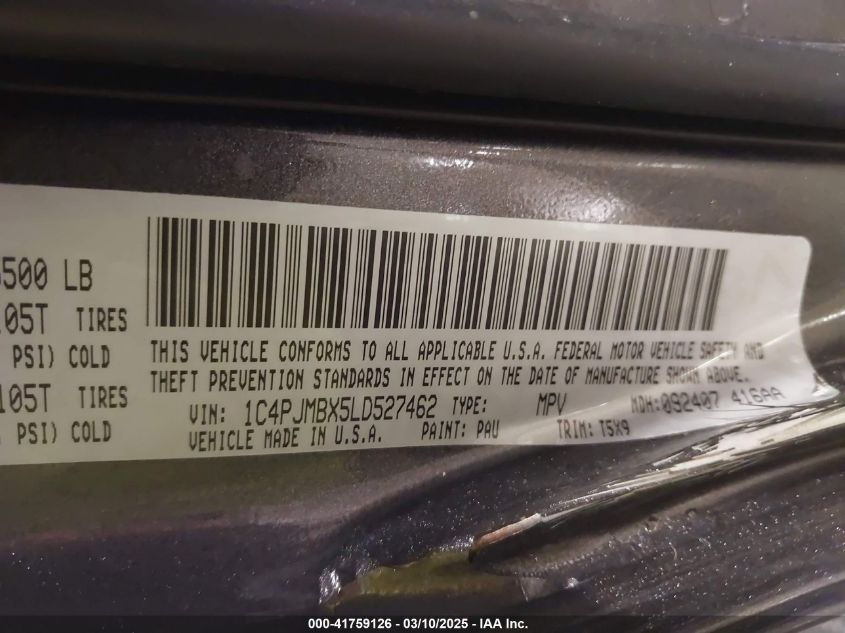 500 LB
105T TIRES
PSI) COLD
105T TIRES
PSI) COLD
THIS VEHICLE CONFORMS TO ALL APPLICABLE U.S.A. FEDERAL MOTOR VEHICLE SAFETY AND
THEFT PREVENTION STANDARDS IN EFFECT ON THE DATE OF MANUFACTURE SHOWN ABOVE.
VIN: 1C4PJMBX5LD527462 TYPE: MPV MDH: 092407 416AA
VEHICLE MADE IN U.S.A. PAINT: PAU TRIM: T5X9
000-41759126 - 03/10/2025 - IAA Inc.